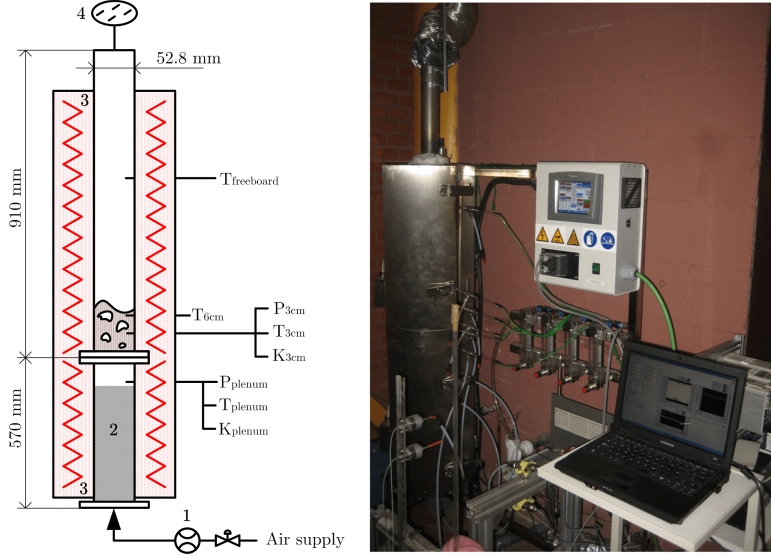 4
52.8 mm
3
910 mm
Tfreeboard
P3cm
T6cm
T3cm
K3cm
Pplenum
Tplenum
570 mm
2
Kplenum
3
1
Air supply